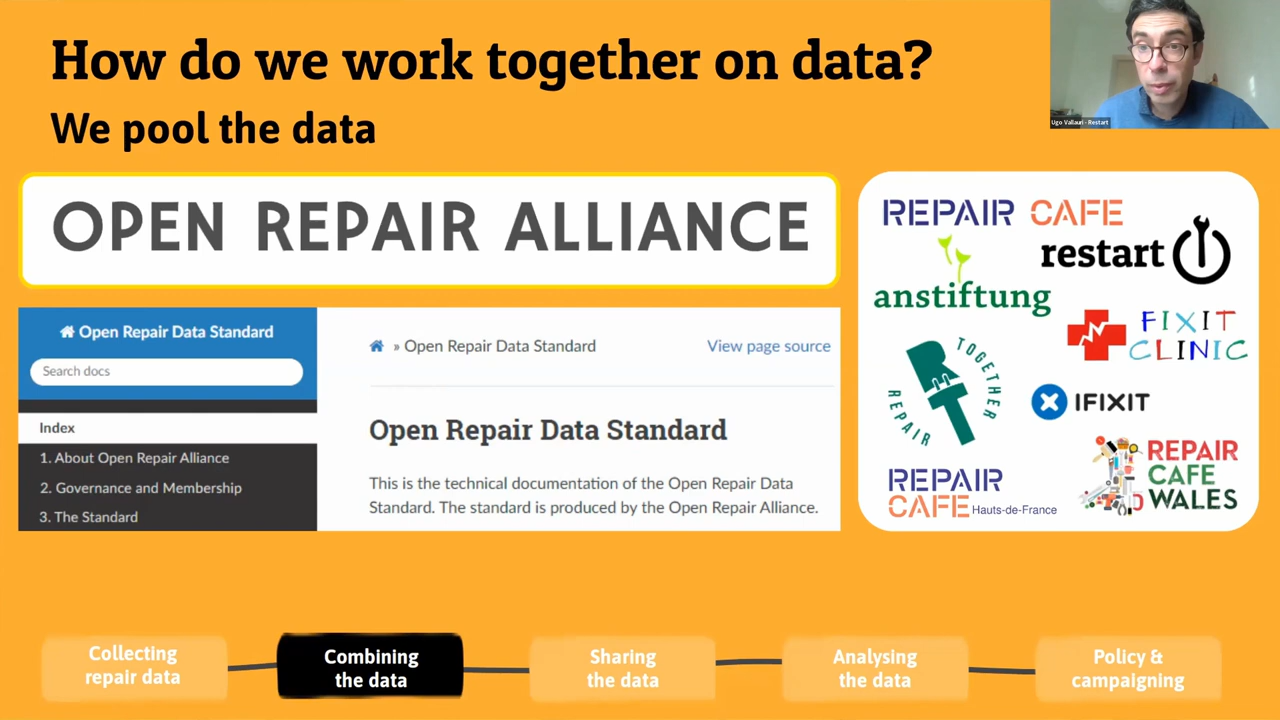 How do we work together on data?
We pool the data
Ugo Vallauri - Restart
OPEN REPAIR ALLIANCE
Open Repair Data Standard
Search docs
Index
1. About Open Repair Alliance
2. Governance and Membership
3. The Standard
» Open Repair Data Standard
View page source
Open Repair Data Standard
This is the technical documentation of the Open Repair Data
Standard. The standard is produced by the Open Repair Alliance.
REPAIR CAFE
restart
anstiftung
FIXIT
CLINIC
REPAIR
TOGETHER
RT
IFIXIT
REPAIR
CAFE Hauts-de-France
REPAIR
CAFE
WALES
Collecting
repair data
Combining
the data
Sharing
the data
Analysing
the data
Policy &
campaigning